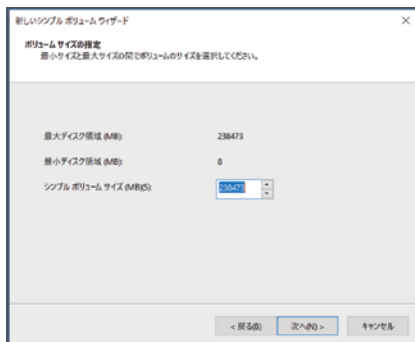 新しいシンプル ボリューム ウィザード
ボリューム サイズの指定
最小サイズと最大サイズの間でボリュームのサイズを選択してください。
最大ディスク領域 (MB): 238473
最小ディスク領域 (MB): 8
シンプル ボリューム サイズ (MB)(S): 238473
< 戻る(B) 次へ(N) > キャンセル